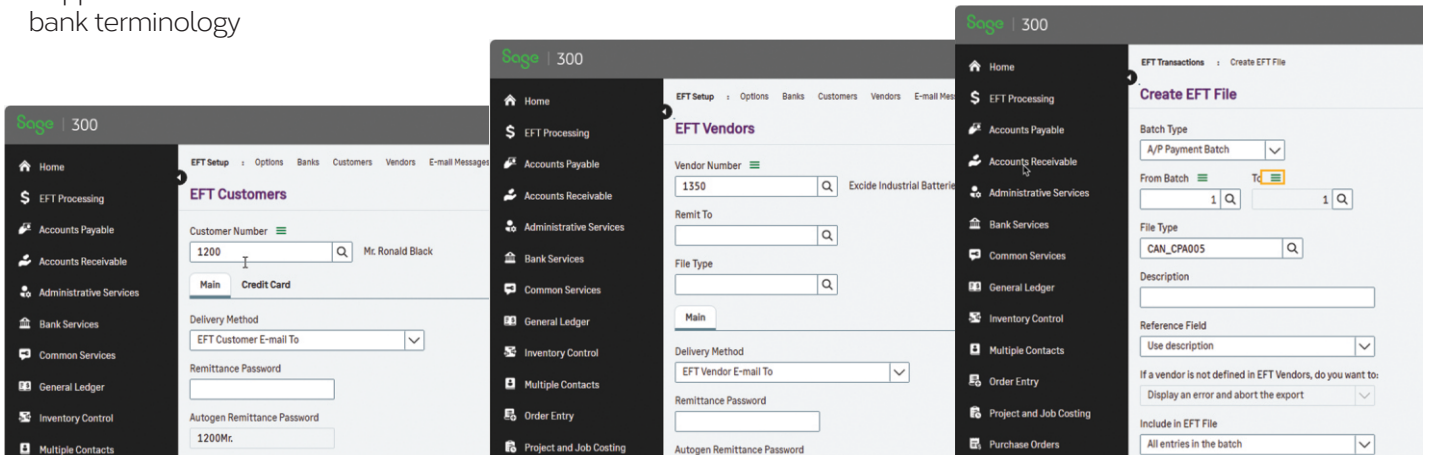 bank terminology
Sage | 300
Home
EFT Processing
Accounts Payable
Accounts Receivable
Administrative Services
Bank Services
Common Services
General Ledger
Inventory Control
Multiple Contacts
EFT Setup : Options Banks Customers Vendors E-mail Messages
EFT Customers
Customer Number
1200 Mr. Ronald Black
Main Credit Card
Delivery Method
EFT Customer E-mail To
Remittance Password
Autogen Remittance Password
1200Mr.
Sage | 300
Home
EFT Processing
Accounts Payable
Accounts Receivable
Administrative Services
Bank Services
Common Services
General Ledger
Inventory Control
Multiple Contacts
Order Entry
Project and Job Costing
EFT Setup : Options Banks Customers Vendors E-mail Mes
EFT Vendors
Vendor Number
1350 Excide Industrial Batterie
Remit To
File Type
Main
Delivery Method
EFT Vendor E-mail To
Remittance Password
Autogen Remittance Password
Sage | 300
Home
EFT Processing
Accounts Payable
Accounts Receivable
Administrative Services
Bank Services
Common Services
General Ledger
Inventory Control
Multiple Contacts
Order Entry
Project and Job Costing
Purchase Orders
EFT Transactions : Create EFT File
Create EFT File
Batch Type
A/P Payment Batch
From Batch To
1 1
File Type
CAN_CPA005
Description
Reference Field
Use description
If a vendor is not defined in EFT Vendors, do you want to:
Display an error and abort the export
Include in EFT File
All entries in the batch